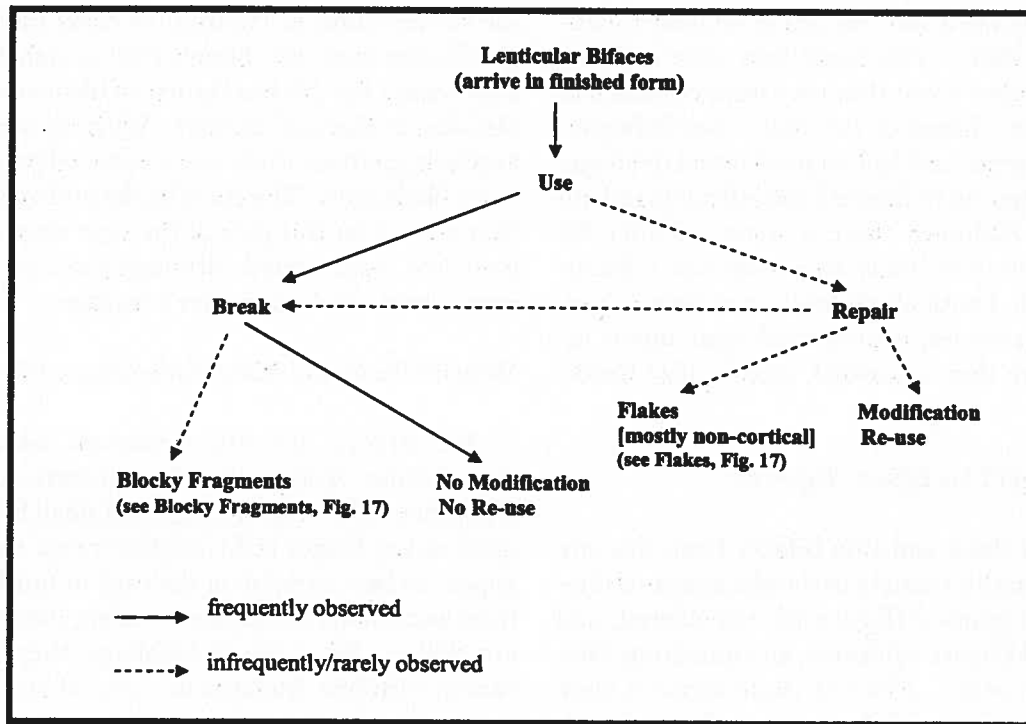 Lenticular Bifaces
(arrive in finished form)
Use
Break
Repair
Flakes
[mostly non-cortical]
(see Flakes, Fig. 17)
Modification
Re-use
Blocky Fragments
(see Blocky Fragments, Fig. 17)
No Modification
No Re-use
frequently observed
infrequently/rarely observed